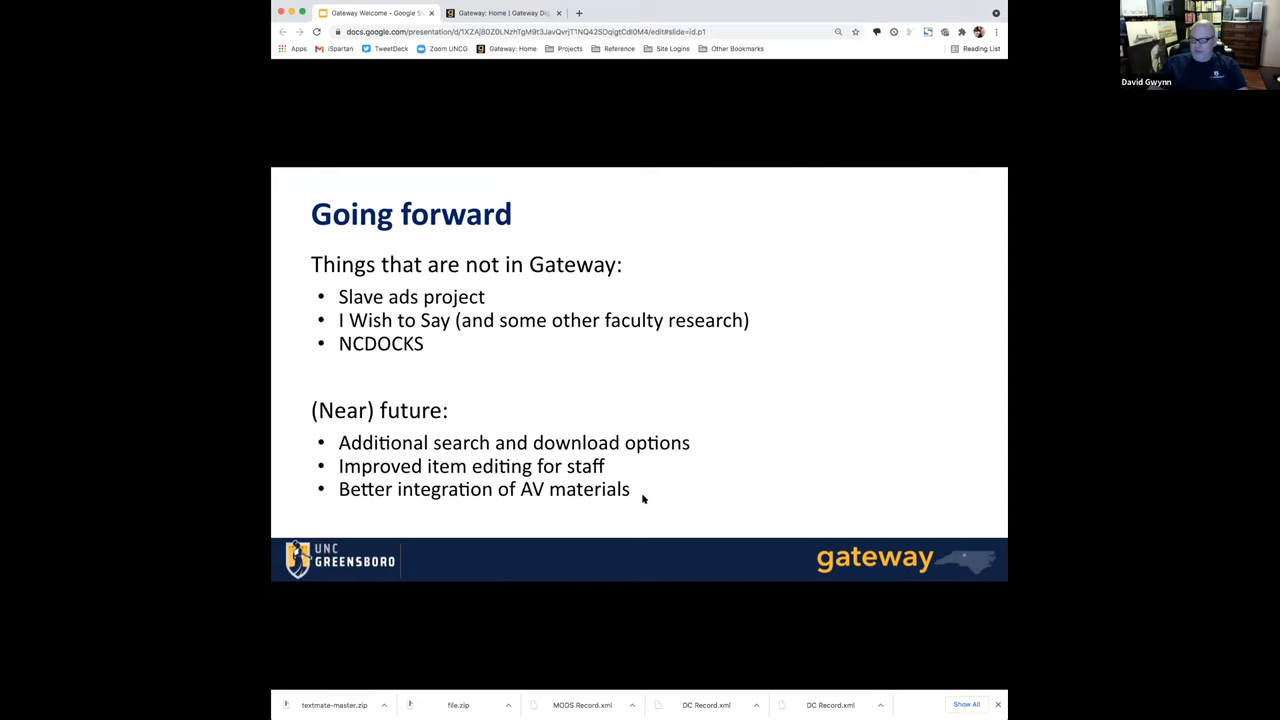 Gateway Welcome - Google S
Gateway: Home | Gateway Dig
docs.google.com/presentation/d/1XZAjB0Z0LNzhTgM9t3JavQvrjT1NQ42SDqigtCdI0M4/edit#slide=id.p1
Apps iSpartan TweetDeck Zoom UNCG Gateway: Home Projects Reference Site Logins Other Bookmarks Reading List
David Gwynn
Going forward
Things that are not in Gateway:
• Slave ads project
• I Wish to Say (and some other faculty research)
• NCDOCKS
(Near) future:
• Additional search and download options
• Improved item editing for staff
• Better integration of AV materials
UNC
GREENSBORO
gateway
textmate-master.zip file.zip MODS Record.xml DC Record.xml DC Record.xml Show All